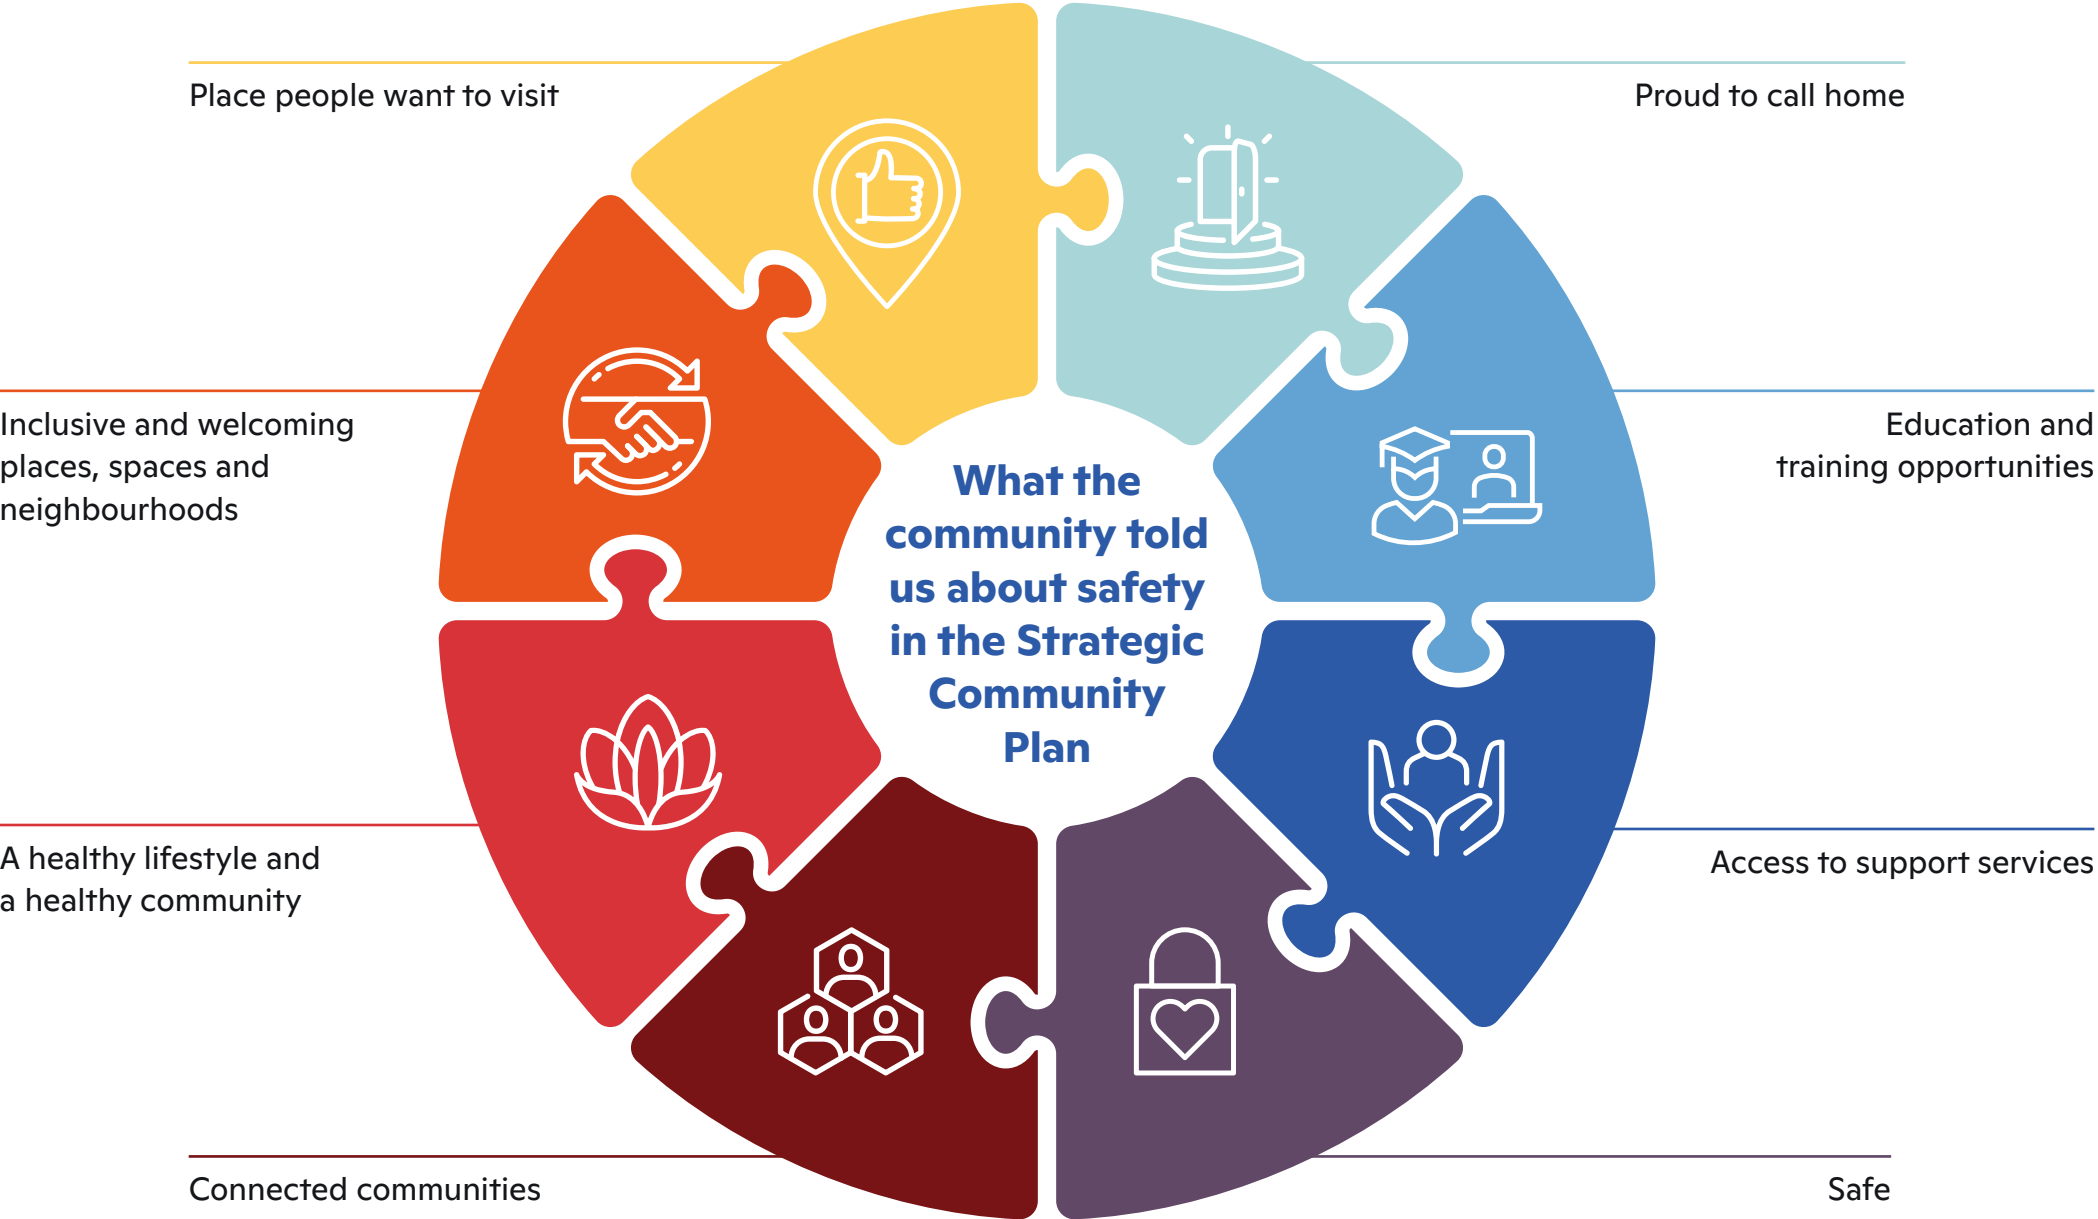 Place people want to visit
Proud to call home
Inclusive and welcoming
places, spaces and
neighbourhoods
Education and
training opportunities
What the
community told
us about safety
in the Strategic
Community
Plan
A healthy lifestyle and
a healthy community
Access to support services
Connected communities
Safe